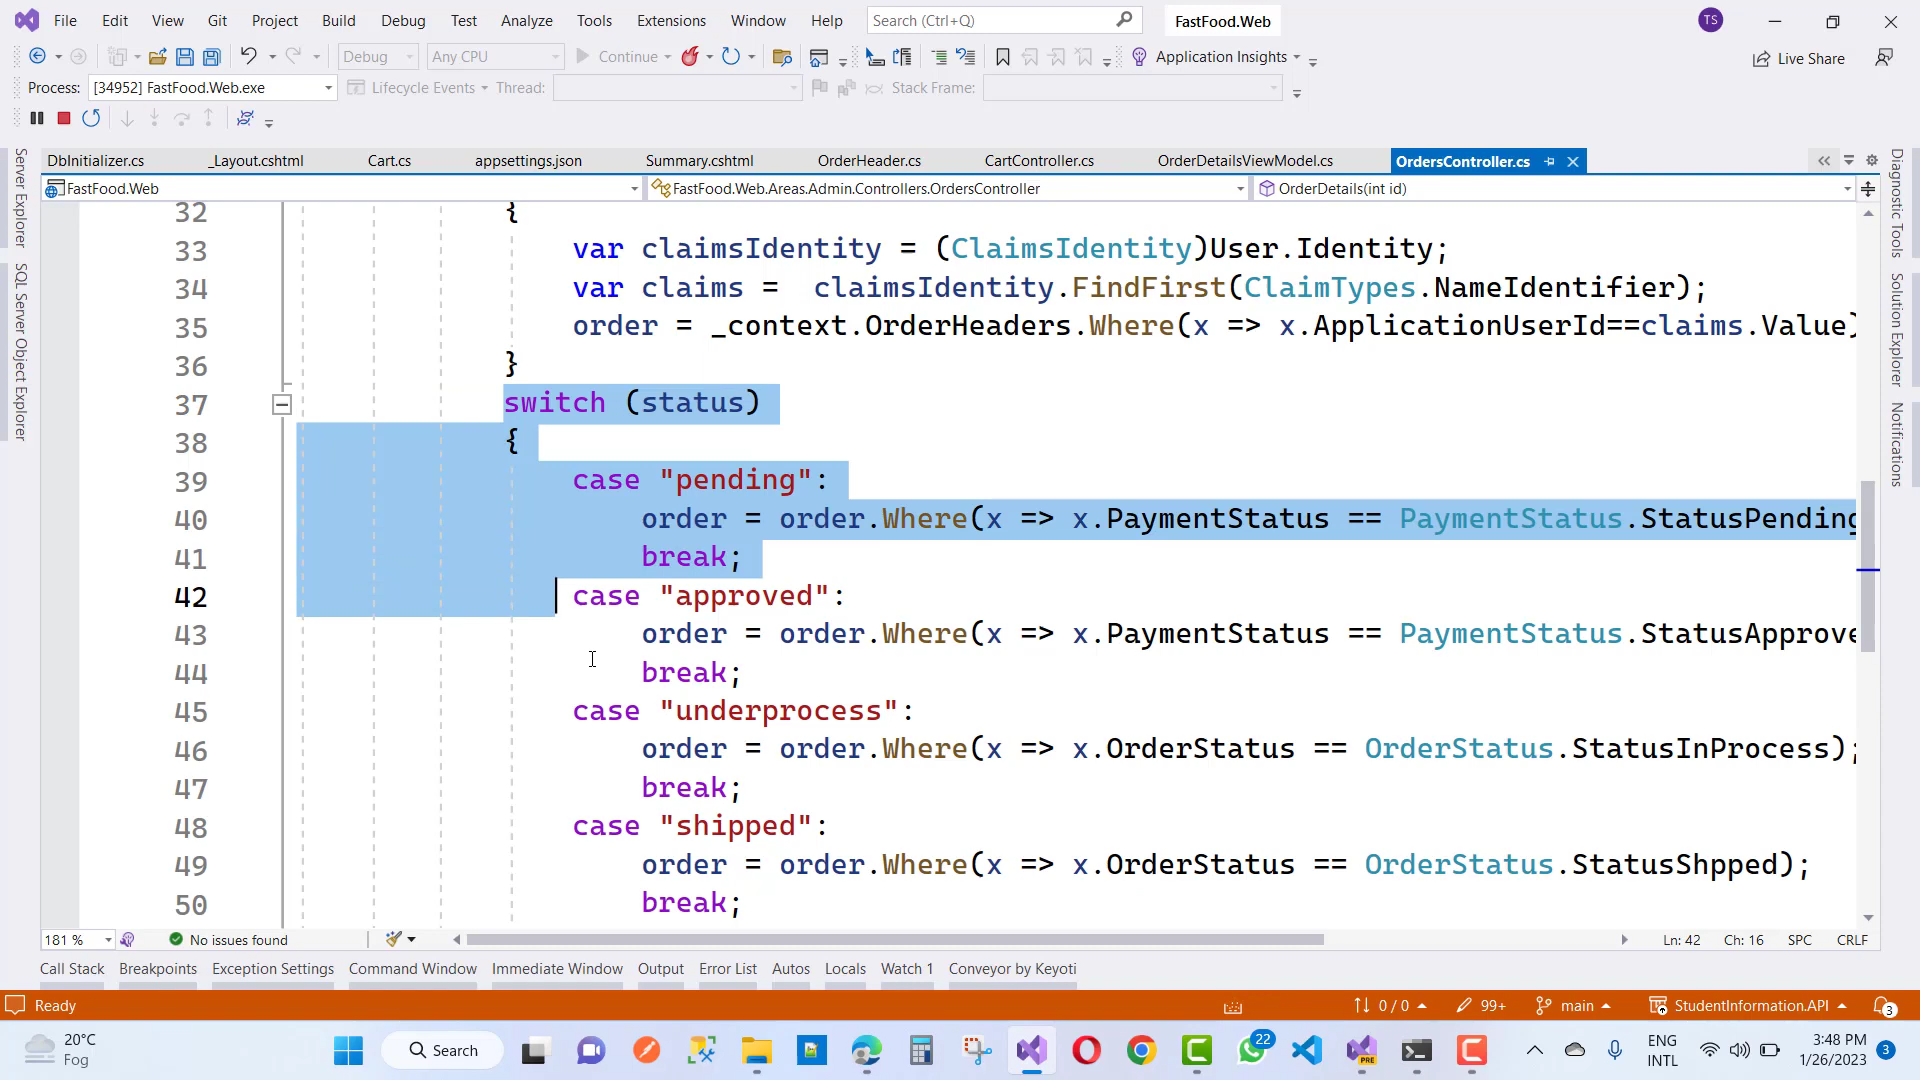 File Edit View Git Project Build Debug Test Analyze Tools Extensions Window Help Search (Ctrl+Q) FastFood.Web TS
Debug Any CPU Continue Application Insights Live Share
Process: [34952] FastFood.Web.exe Lifecycle Events Thread: Stack Frame:
DbInitializer.cs _Layout.cshtml Cart.cs appsettings.json Summary.cshtml OrderHeader.cs CartController.cs OrderDetailsViewModel.cs OrdersController.cs
FastFood.Web FastFood.Web.Areas.Admin.Controllers.OrdersController OrderDetails(int id)
Server Explorer
SQL Server Object Explorer
Diagnostic Tools
Solution Explorer
Notifications
32 {
33 var claimsIdentity = (ClaimsIdentity)User.Identity;
34 var claims =  claimsIdentity.FindFirst(ClaimTypes.NameIdentifier);
35 order = _context.OrderHeaders.Where(x => x.ApplicationUserId==claims.Value)
36 }
37 switch (status)
38 {
39 case "pending":
40 order = order.Where(x => x.PaymentStatus == PaymentStatus.StatusPending
41 break;
42 case "approved":
43 order = order.Where(x => x.PaymentStatus == PaymentStatus.StatusApprove
44 break;
45 case "underprocess":
46 order = order.Where(x => x.OrderStatus == OrderStatus.StatusInProcess);
47 break;
48 case "shipped":
49 order = order.Where(x => x.OrderStatus == OrderStatus.StatusShpped);
50 break;
181 % No issues found Ln: 42 Ch: 16 SPC CRLF
Call Stack Breakpoints Exception Settings Command Window Immediate Window Output Error List Autos Locals Watch 1 Conveyor by Keyoti
Ready 0 / 0 99+ main StudentInformation.API 3
20°C
Fog
Search
PRE
22
ENG
INTL
3:48 PM
1/26/2023
3